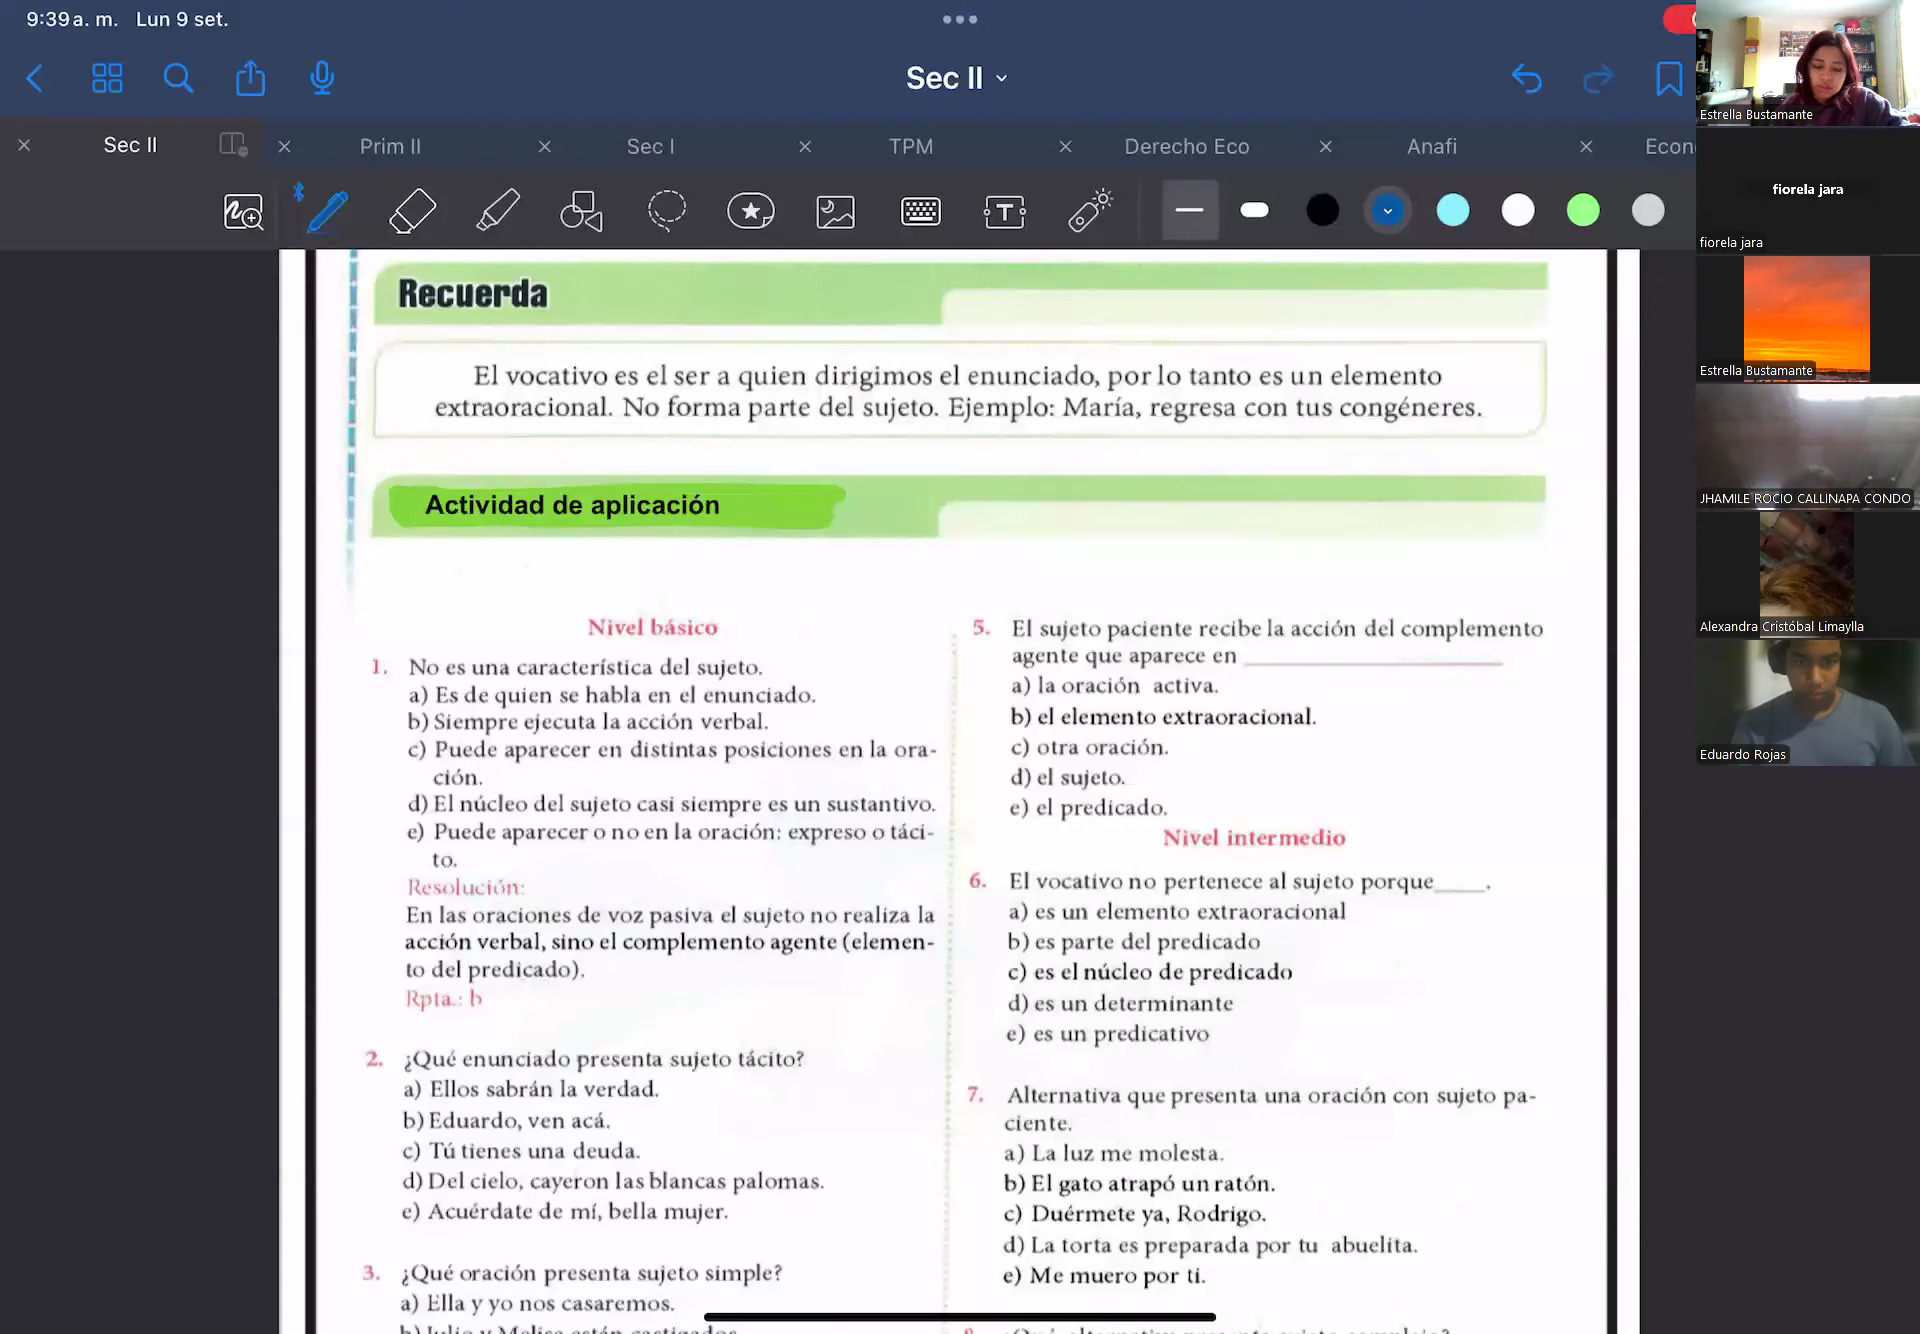 9:39 a. m. Lun 9 set.
Sec II
Sec II
Prim II
Sec I
TPM
Derecho Eco
Anafi
Econ
Recuerda
El vocativo es el ser a quien dirigimos el enunciado, por lo tanto es un elemento
extraoracional. No forma parte del sujeto. Ejemplo: María, regresa con tus congéneres.
Actividad de aplicación
Nivel básico
1. No es una característica del sujeto.
a) Es de quien se habla en el enunciado.
b) Siempre ejecuta la acción verbal.
c) Puede aparecer en distintas posiciones en la ora-
ción.
d) El núcleo del sujeto casi siempre es un sustantivo.
e) Puede aparecer o no en la oración: expreso o táci-
to.
Resolución:
En las oraciones de voz pasiva el sujeto no realiza la
acción verbal, sino el complemento agente (elemen-
to del predicado).
Rpta.: b
2. ¿Qué enunciado presenta sujeto tácito?
a) Ellos sabrán la verdad.
b) Eduardo, ven acá.
c) Tú tienes una deuda.
d) Del cielo, cayeron las blancas palomas.
e) Acuérdate de mí, bella mujer.
3. ¿Qué oración presenta sujeto simple?
a) Ella y yo nos casaremos.
5. El sujeto paciente recibe la acción del complemento
agente que aparece en ____________________
a) la oración activa.
b) el elemento extraoracional.
c) otra oración.
d) el sujeto.
e) el predicado.
Nivel intermedio
6. El vocativo no pertenece al sujeto porque____.
a) es un elemento extraoracional
b) es parte del predicado
c) es el núcleo de predicado
d) es un determinante
e) es un predicativo
7. Alternativa que presenta una oración con sujeto pa-
ciente.
a) La luz me molesta.
b) El gato atrapó un ratón.
c) Duérmete ya, Rodrigo.
d) La torta es preparada por tu abuelita.
e) Me muero por ti.
Estrella Bustamante
fiorela jara
fiorela jara
Estrella Bustamante
JHAMILE ROCIO CALLINAPA CONDO
Alexandra Cristóbal Limaylla
Eduardo Rojas